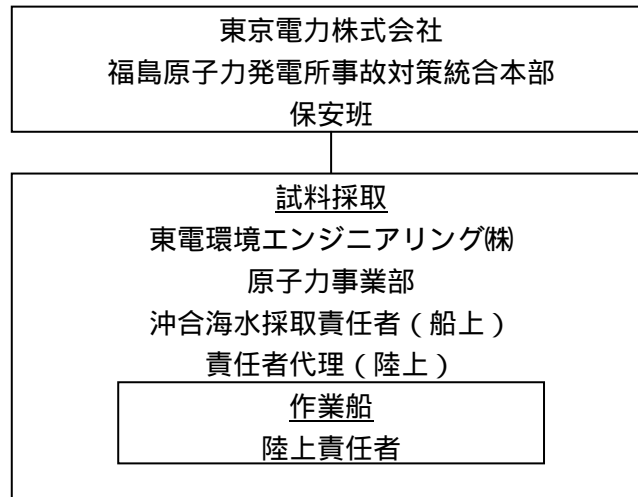 東京電力株式会社
福島原子力発電所事故対策統合本部
保安班
試料採取
東電環境エンジニアリング㈱
原子力事業部
沖合海水採取責任者（船上）
責任者代理（陸上）
作業船
陸上責任者